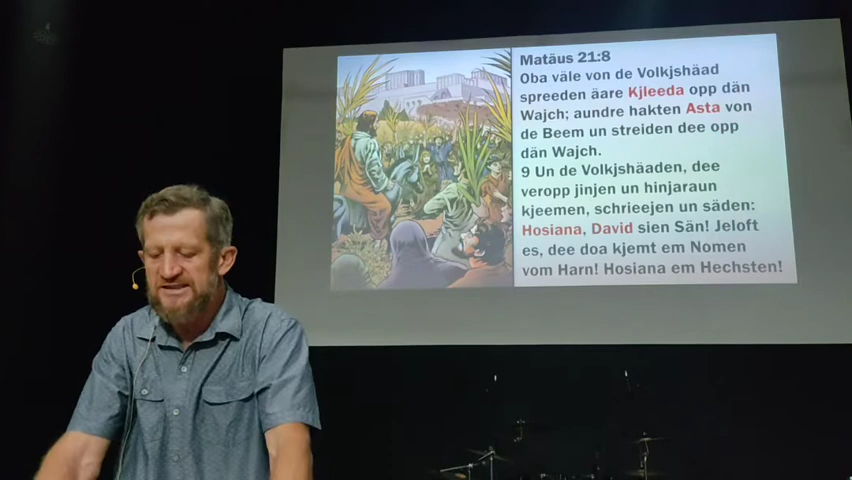 Matäus 21:8
Oba väle von de Volkjshäad
spreeden äare Kjleeda opp dän
Wajch; aundre hakten Asta von
de Beem un streiden dee opp
dän Wajch.
9 Un de Volkjshäaden, dee
veropp jinjen un hinjaraun
kjeemen, schrieejen un säden:
Hosiana, David sien Sän! Jeloft
es, dee doa kjemt em Nomen
vom Harn! Hosiana em Hechsten!